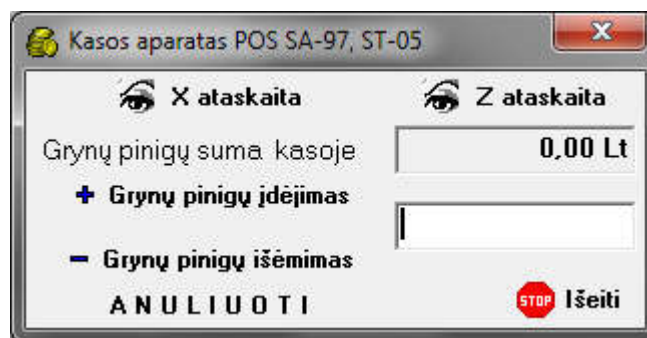 Kasos aparatas POS SA-97, ST-05
X ataskaita Z ataskaita
Grynų pinigų suma kasoje 0,00 Lt
+ Grynų pinigų įdėjimas
- Grynų pinigų išėmimas
A N U L I U O T I STOP Išeiti